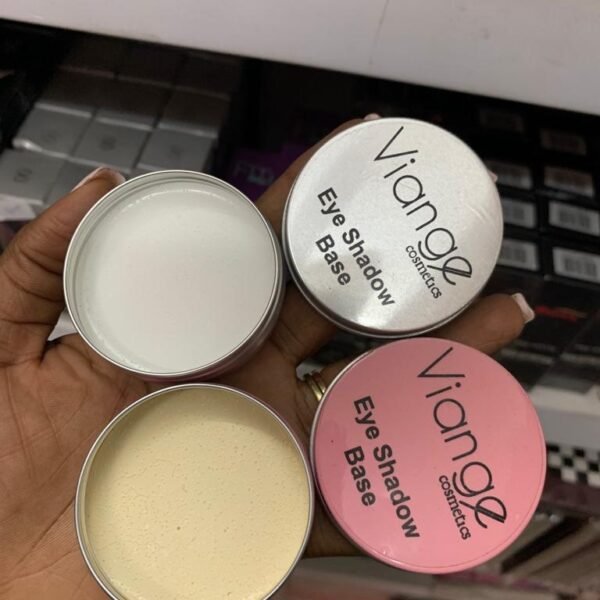 Viange
cosmetics
Eye Shadow
Base
Viange
cosmetics
Eye Shadow
Base